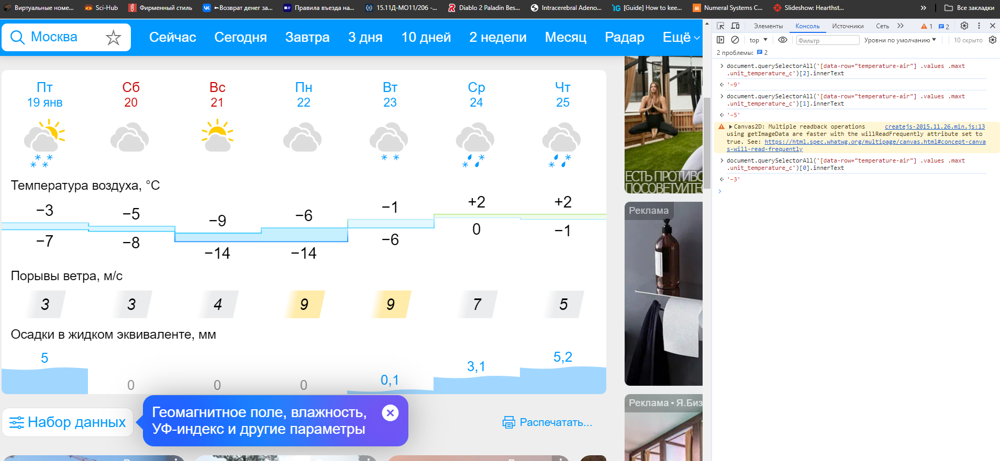 Виртуальные номе...
Sci-Hub
Фирменный стиль
Возврат денег за...
Правила въезда на...
15.11Д-МО11/20б -...
Diablo 2 Paladin Bes...
Intracerebral Adeno...
[Guide] How to kee...
Numeral Systems C...
Slideshow: Hearthst...
»
Все закладки
Москва
Сейчас
Сегодня
Завтра
3 дня
10 дней
2 недели
Месяц
Радар
Ещё
Пт Сб Вс Пн Вт Ср Чт
19 янв 20 21 22 23 24 25
Температура воздуха, °C
−3 −5 −9 −6 −1 +2 +2
−7 −8 −14 −14 −6 0 −1
Порывы ветра, м/с
3 3 4 9 9 7 5
Осадки в жидком эквиваленте, мм
5 0 0 0 0,1 3,1 5,2
Набор данных
Геомагнитное поле, влажность,
УФ-индекс и другие параметры
Распечатать...
ЕСТЬ ПРОТИВО
ПОСОВЕТУЙТЕС
Реклама
Реклама • Я.Биз
Элементы
Консоль
Источники
Сеть
»
1
2
top
Фильтр
Уровни по умолчанию
10 скрыто
2 проблемы: 2
document.querySelectorAll('[data-row="temperature-air"] .values .maxt
.unit_temperature_c')[2].innerText
'−9'
document.querySelectorAll('[data-row="temperature-air"] .values .maxt
.unit_temperature_c')[1].innerText
'−5'
Canvas2D: Multiple readback operations createjs-2015.11.26.min.js:13
using getImageData are faster with the willReadFrequently attribute set to
true. See: https://html.spec.whatwg.org/multipage/canvas.html#concept-canva
s-will-read-frequently
document.querySelectorAll('[data-row="temperature-air"] .values .maxt
.unit_temperature_c')[0].innerText
'−3'